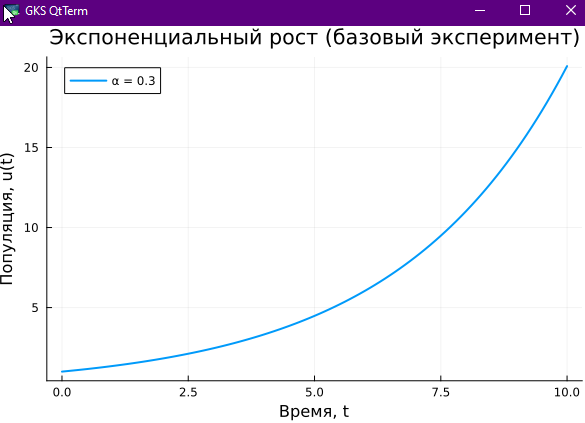 GKS QtTerm
Экспоненциальный рост (базовый эксперимент)
α = 0.3
Популяция, u(t)
20
15
10
5
0.0 2.5 5.0 7.5 10.0
Время, t